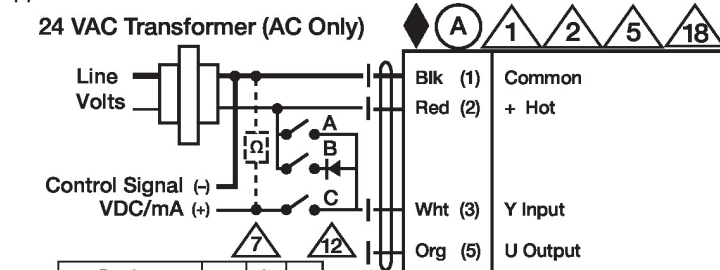 24 VAC Transformer (AC Only)
A 1 2 5 18
Line
Volts
Blk (1) Common
Red (2) + Hot
A
Ω
B
Control Signal (–)
VDC/mA (+)
C
Wht (3) Y Input
7 12
Org (5) U Output